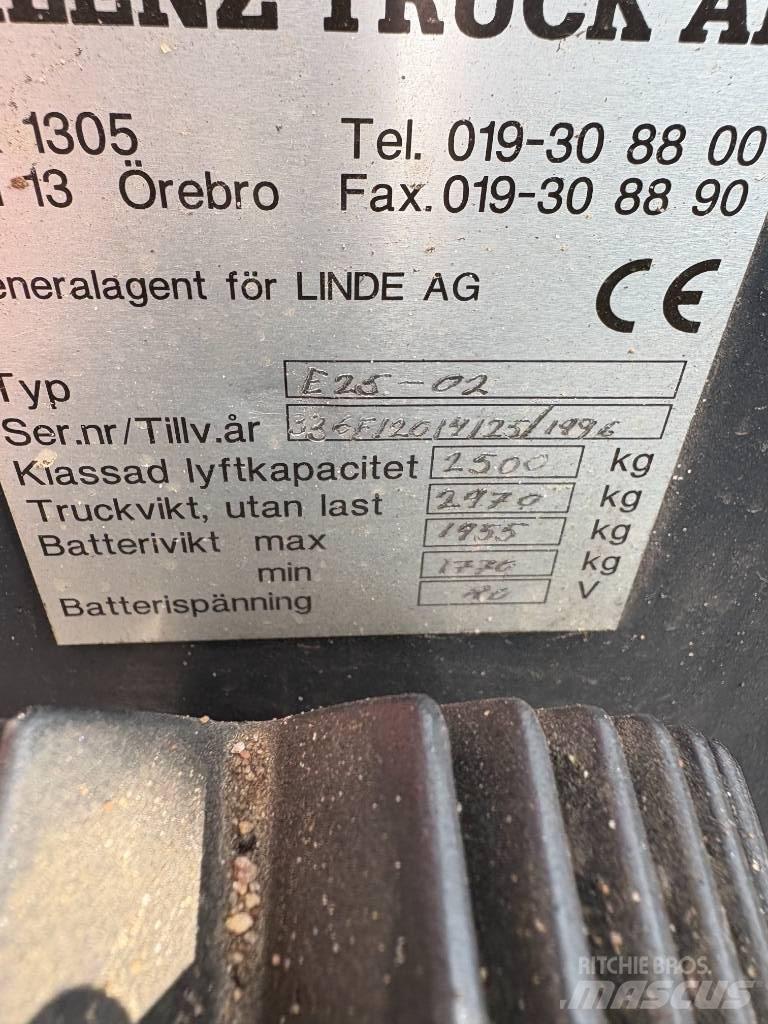 TRUCK
1305 Tel. 019-30 88 00
13 Örebro Fax. 019-30 88 90
eneralagent för LINDE AG CE
Typ E25-02
Ser.nr/Tillv.år 336F12014125/1996
Klassad lyftkapacitet 2500 kg
Truckvikt, utan last 2970 kg
Batterivikt max 1955 kg
min 1770 kg
Batterispänning 80 V
RITCHIE BROS.
MASCUS